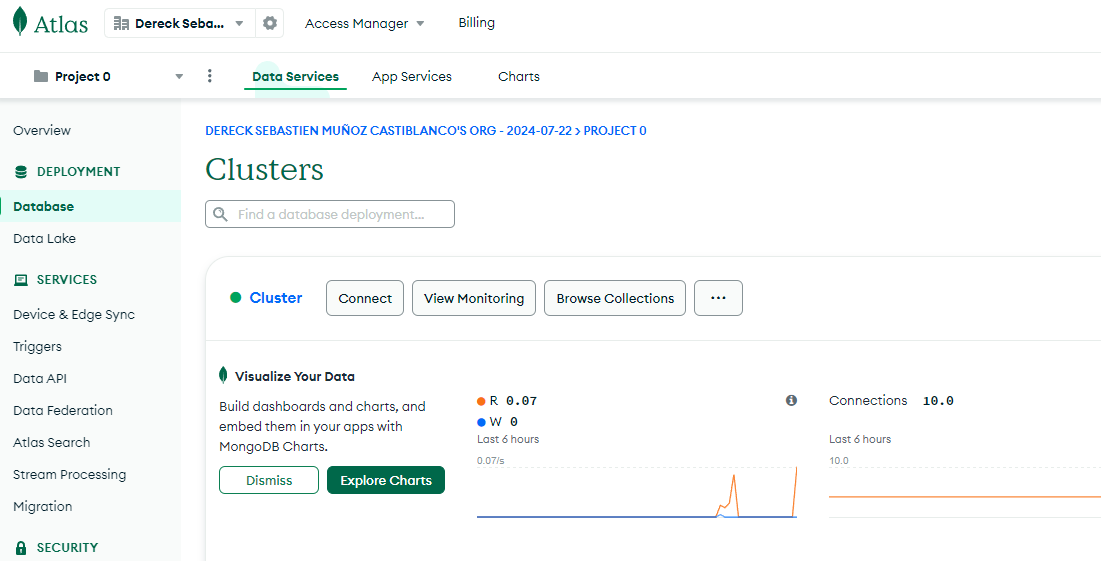 Atlas
Dereck Seba...
Access Manager
Billing
Project 0
Data Services
App Services
Charts
Overview
DEPLOYMENT
Database
Data Lake
SERVICES
Device & Edge Sync
Triggers
Data API
Data Federation
Atlas Search
Stream Processing
Migration
SECURITY
DERECK SEBASTIEN MUÑOZ CASTIBLANCO'S ORG - 2024-07-22 > PROJECT 0
Clusters
Find a database deployment...
Cluster
Connect
View Monitoring
Browse Collections
...
Visualize Your Data
Build dashboards and charts, and
embed them in your apps with
MongoDB Charts.
Dismiss
Explore Charts
R 0.07
W 0
Last 6 hours
0.07/s
Connections 10.0
Last 6 hours
10.0